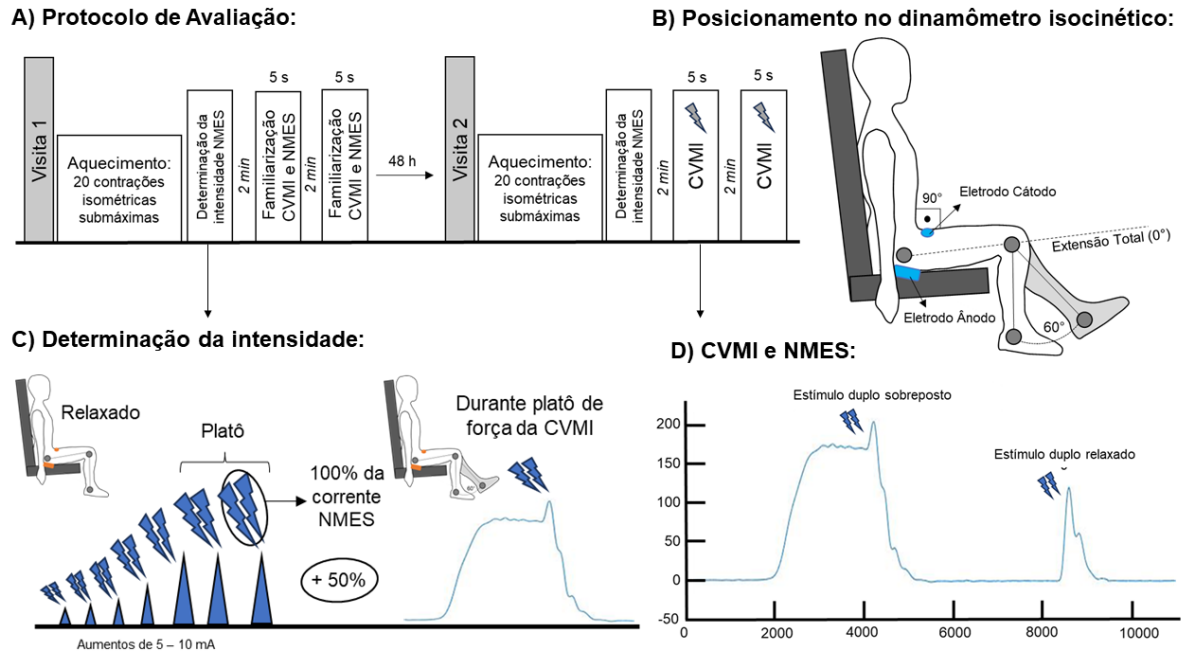 A) Protocolo de Avaliação:
Visita 1
Aquecimento:
20 contrações
isométricas
submáximas
Determinação da
intensidade NMES
2 min
5 s
Familiarização
CVMI e NMES
2 min
5 s
Familiarização
CVMI e NMES
48 h
Visita 2
Aquecimento:
20 contrações
isométricas
submáximas
Determinação da
intensidade NMES
2 min
5 s
CVMI
2 min
5 s
CVMI
B) Posicionamento no dinamômetro isocinético:
90°
Eletrodo Cátodo
Extensão Total (0°)
Eletrodo Ânodo
60°
C) Determinação da intensidade:
Relaxado
Platô
100% da
corrente
NMES
+ 50%
Aumentos de 5 – 10 mA
Durante platô de
força da CVMI
60°
D) CVMI e NMES:
Estímulo duplo sobreposto
Estímulo duplo relaxado
200
150
100
50
0
-50
0
2000
4000
6000
8000
10000